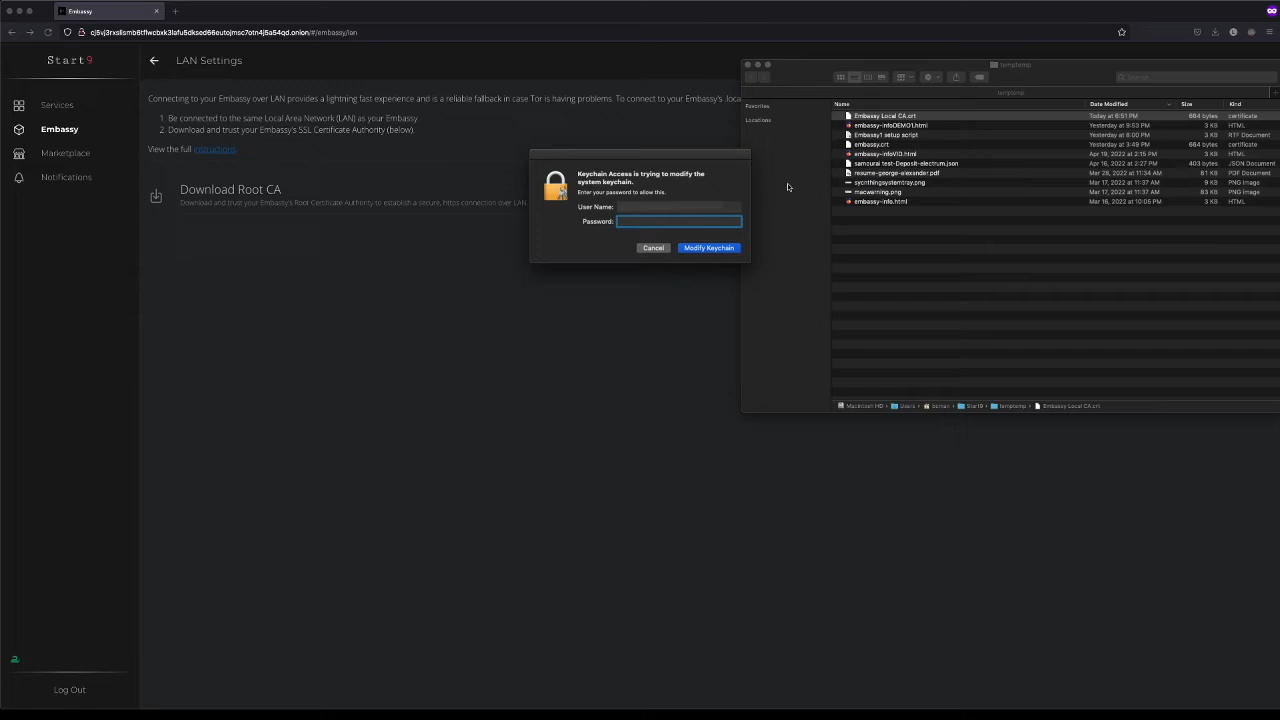 Embassy
cj5vj3rxsllsmb6tflwcbxk3lafu5dksed66eutojmsc7otn4j5a54qd.onion/#/embassy/lan
Start9
LAN Settings
Services
Embassy
Marketplace
Notifications
Log Out
Connecting to your Embassy over LAN provides a lightning fast experience and is a reliable fallback in case Tor is having problems. To connect to your Embassy's .loca
1. Be connected to the same Local Area Network (LAN) as your Embassy
2. Download and trust your Embassy's SSL Certificate Authority (below).
View the full instructions.
Download Root CA
Download and trust your Embassy's Root Certificate Authority to establish a secure, https connection over LAN.
Keychain Access is trying to modify the
system keychain.
Enter your password to allow this.
User Name:
Password:
Cancel
Modify Keychain
temptemp
Search
temptemp
Favorites
Locations
Name Date Modified Size Kind
Embassy Local CA.crt Today at 6:51 PM 664 bytes certificate
embassy-infoDEMO1.html Yesterday at 9:53 PM 3 KB HTML
Embassy1 setup script Yesterday at 8:00 PM 3 KB RTF Document
embassy.crt Yesterday at 3:49 PM 664 bytes certificate
embassy-infoVID.html Apr 19, 2022 at 2:15 PM 3 KB HTML
samourai test-Deposit-electrum.json Apr 16, 2022 at 2:37 PM 403 bytes JSON Document
resume-george-alexander.pdf Mar 28, 2022 at 11:34 AM 81 KB PDF Document
sycnthingsystemtray.png Mar 17, 2022 at 11:37 AM 9 KB PNG image
macwarning.png Mar 17, 2022 at 11:37 AM 83 KB PNG image
embassy-info.html Mar 16, 2022 at 10:05 PM 3 KB HTML
Macintosh HD › Users › bcman › Start9 › temptemp › Embassy Local CA.crt